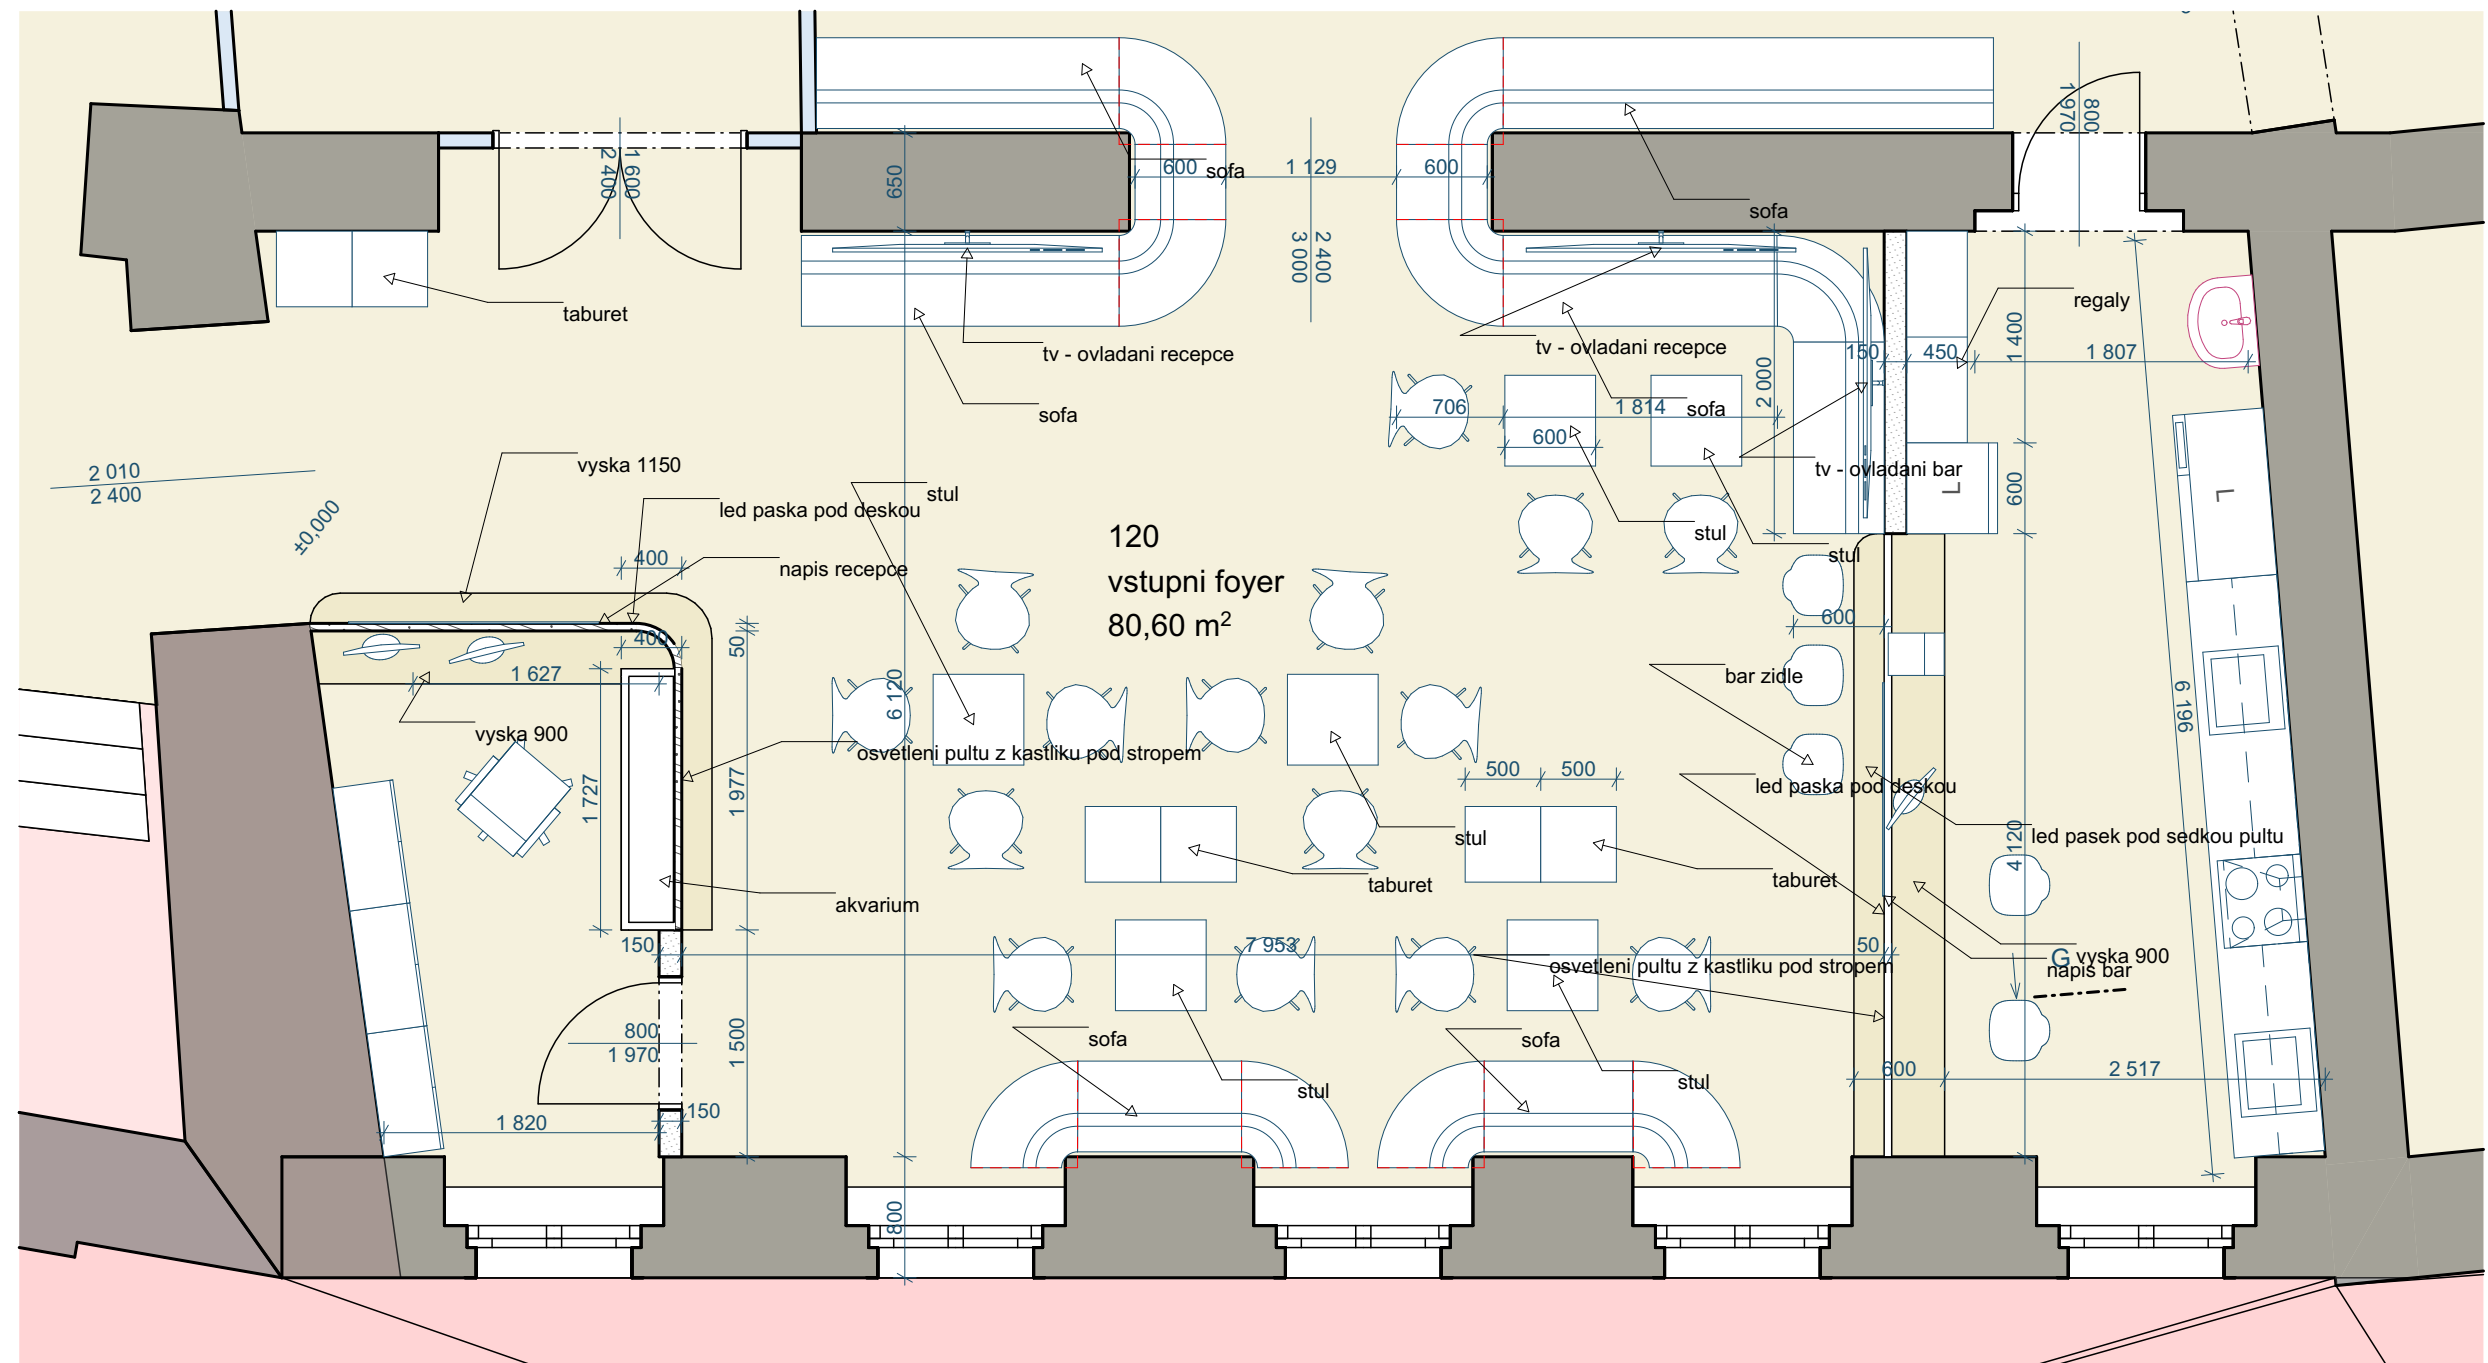 1 600
2 400
650
600
sofa
1 129
600
800
1 970
sofa
2 400
3 000
taburet
regaly
tv - ovladani recepce
tv - ovladani recepce
150
450
1 400
1 807
2 000
sofa
706
1 814
sofa
600
vyska 1150
2 010
2 400
tv - ovladani bar
stul
600
led paska pod deskou
±0,000
120
vstupni foyer
80,60 m²
stul
stul
400
napis recepce
400
50
600
1 627
bar zidle
6 120
6 196
vyska 900
osvetleni pultu z kastliku pod stropem
500
500
led paska pod deskou
1 727
1 977
stul
led pasek pod sedkou pultu
4 120
taburet
taburet
akvarium
150
7 953
50
G
vyska 900
osvetleni pultu z kastliku pod stropem
napis bar
800
1 970
1 500
sofa
sofa
600
2 517
stul
stul
150
1 820
800
L
L